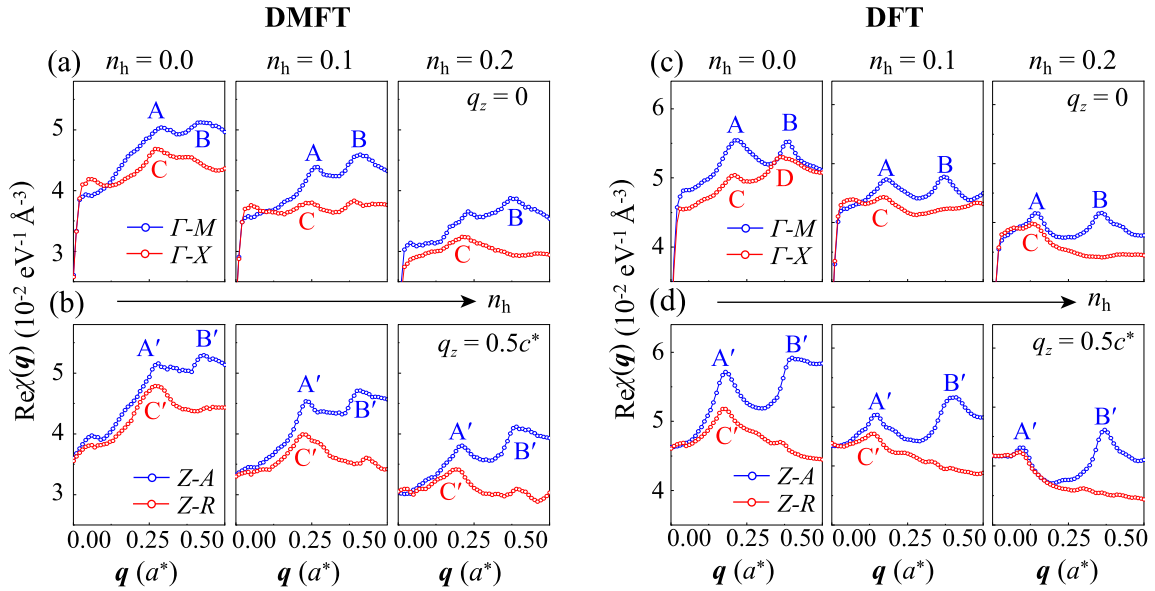 DMFT
DFT
(a) n_h = 0.0 n_h = 0.1 n_h = 0.2
(c) n_h = 0.0 n_h = 0.1 n_h = 0.2
q_z = 0
q_z = 0
A B C
A B C
B C
A B C D
A B C
A B C
5
4
3
6
5
4
Γ-M
Γ-X
Γ-M
Γ-X
Reχ(q) (10⁻² eV⁻¹ Å⁻³)
Reχ(q) (10⁻² eV⁻¹ Å⁻³)
(b) n_h
(d) n_h
q_z = 0.5c*
q_z = 0.5c*
A′ B′ C′
A′ B′ C′
A′ B′ C′
A′ B′ C′
A′ B′ C′
A′ B′
5
4
3
6
5
4
Z-A
Z-R
Z-A
Z-R
0.00 0.25 0.50 0.00 0.25 0.50 0.00 0.25 0.50
0.00 0.25 0.50 0.00 0.25 0.50 0.00 0.25 0.50
q (a*) q (a*) q (a*)
q (a*) q (a*) q (a*)